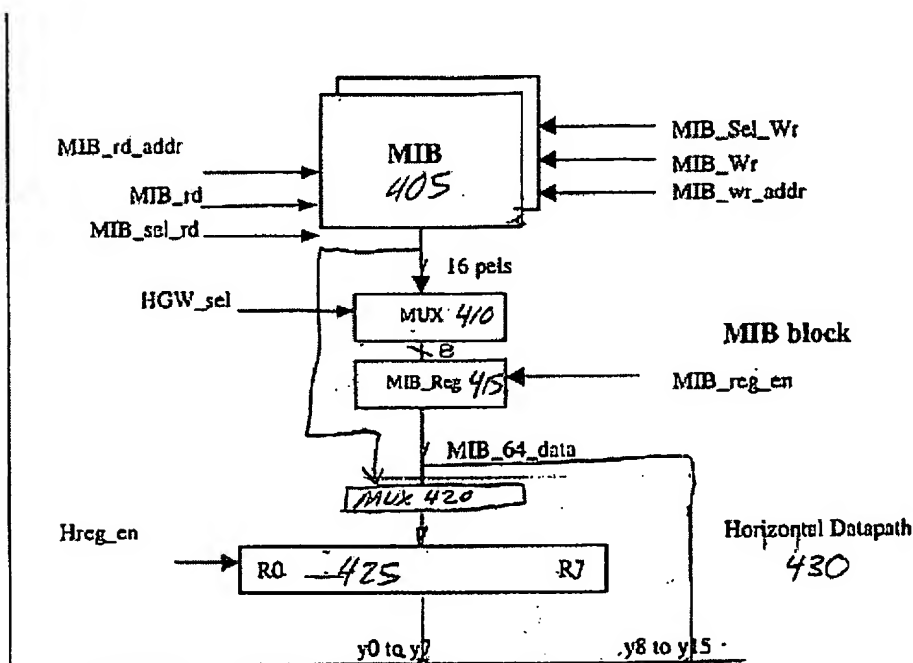 MIB_rd_addr
MIB_rd
MIB_sel_rd
MIB
405
MIB_Sel_Wr
MIB_Wr
MIB_wr_addr
16 pels
HGW_sel
MUX 410
8
MIB block
MIB_Reg 415
MIB_reg_en
MIB_64_data
MUX 420
Hreg_en
R0 425 R7
Horizontal Datapath
430
y0 to y7
y8 to y15